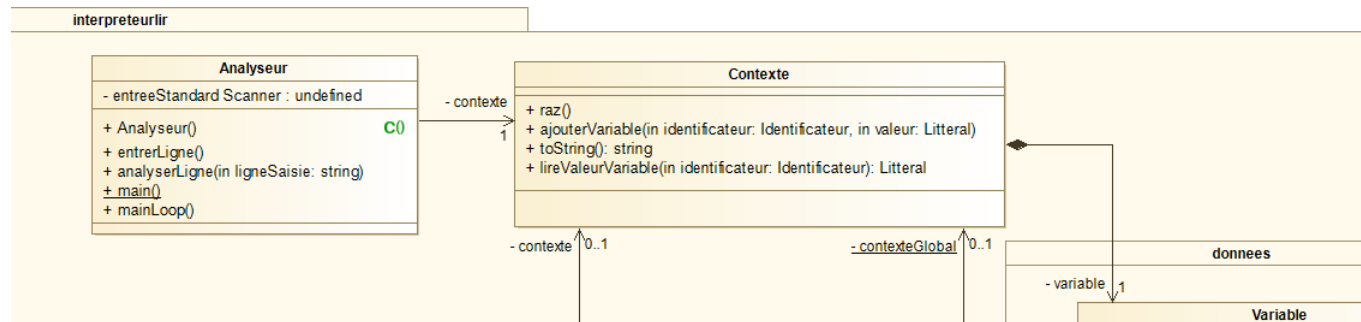 interpreteurlir
Analyseur
- entreeStandard Scanner : undefined
+ Analyseur() C()
+ entrerLigne()
+ analyserLigne(in ligneSaisie: string)
+ main()
+ mainLoop()
- contexte
1
Contexte
+ raz()
+ ajouterVariable(in identificateur: Identificateur, in valeur: Litteral)
+ toString(): string
+ lireValeurVariable(in identificateur: Identificateur): Litteral
- contexte 0..1
- contexteGlobal 0..1
donnees
- variable 1
Variable